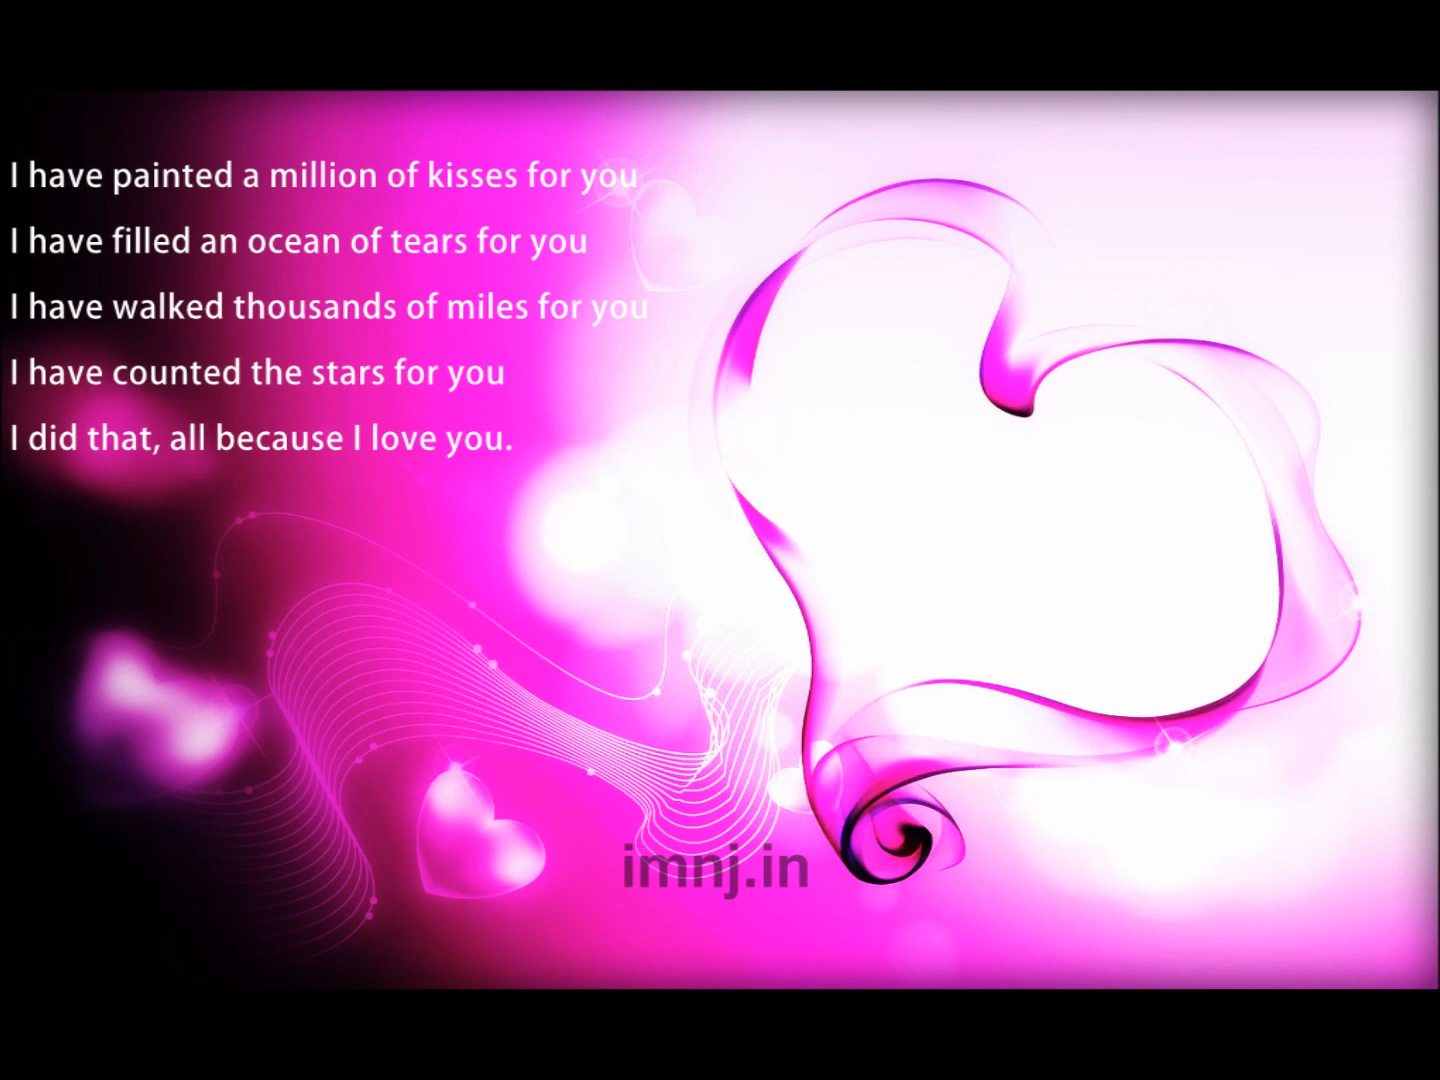 I have painted a million of kisses for you
I have filled an ocean of tears for you
I have walked thousands of miles for you
I have counted the stars for you
I did that, all because I love you.
imnj.in